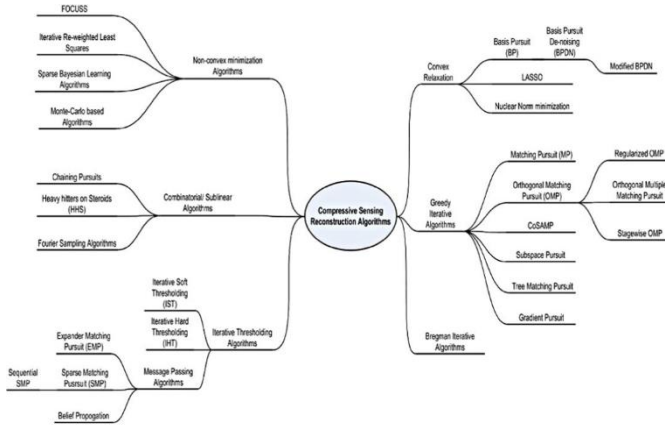 FOCUSS
Iterative Re-weighted Least
Squares
Sparse Bayesian Learning
Algorithms
Monte-Carlo based
Algorithms
Non-convex minimization
Algorithms
Chaining Pursuits
Heavy hitters on Steroids
(HHS)
Fourier Sampling Algorithms
Combinatorial/ Sublinear
Algorithms
Iterative Soft
Thresholding
(IST)
Iterative Hard
Thresholding
(IHT)
Iterative Thresholding
Algorithms
Message Passing
Algorithms
Expander Matching
Pursuit (EMP)
Sequential
SMP
Sparse Matching
Pusrsuit (SMP)
Belief Propogation
Compressive Sensing
Reconstruction Algorithms
Convex
Relaxation
Basis Pursuit
(BP)
Basis Pursuit
De-noising
(BPDN)
Modified BPDN
LASSO
Nuclear Norm minimization
Greedy
Iterative
Algorithms
Matching Pursuit (MP)
Orthogonal Matching
Pursuit (OMP)
Regularized OMP
Orthogonal Multiple
Matching Pursuit
Stagewise OMP
CoSAMP
Subspace Pursuit
Tree Matching Pursuit
Gradient Pursuit
Bregman Iterative
Algorithms